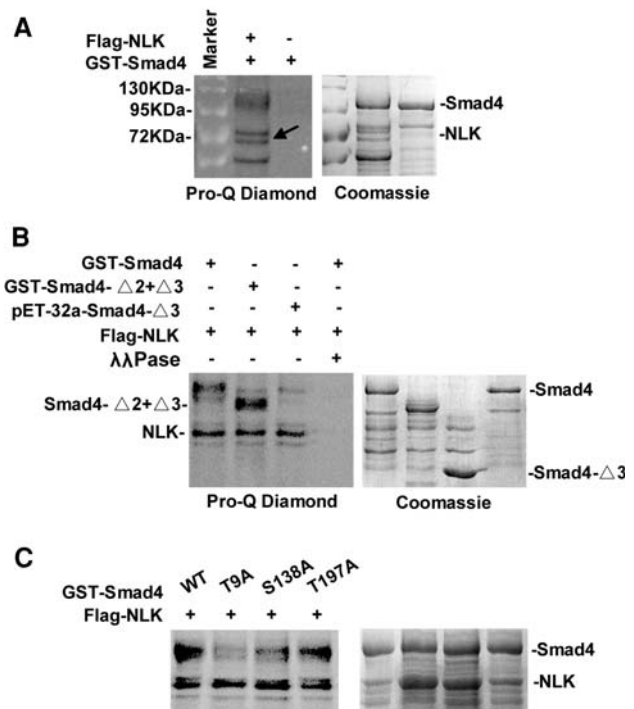 A
Marker
Flag-NLK + -
GST-Smad4 + +
130KDa-
95KDa-
72KDa-
-Smad4
-NLK
Pro-Q Diamond Coomassie
B
GST-Smad4 + - - +
GST-Smad4- △2+△3 - + - -
pET-32a-Smad4-△3 - - + -
Flag-NLK + + + +
λλPase - - - +
Smad4- △2+△3-
NLK-
-Smad4
-Smad4-△3
Pro-Q Diamond Coomassie
C
GST-Smad4 WT T9A S138A T197A
Flag-NLK + + + +
-Smad4
-NLK